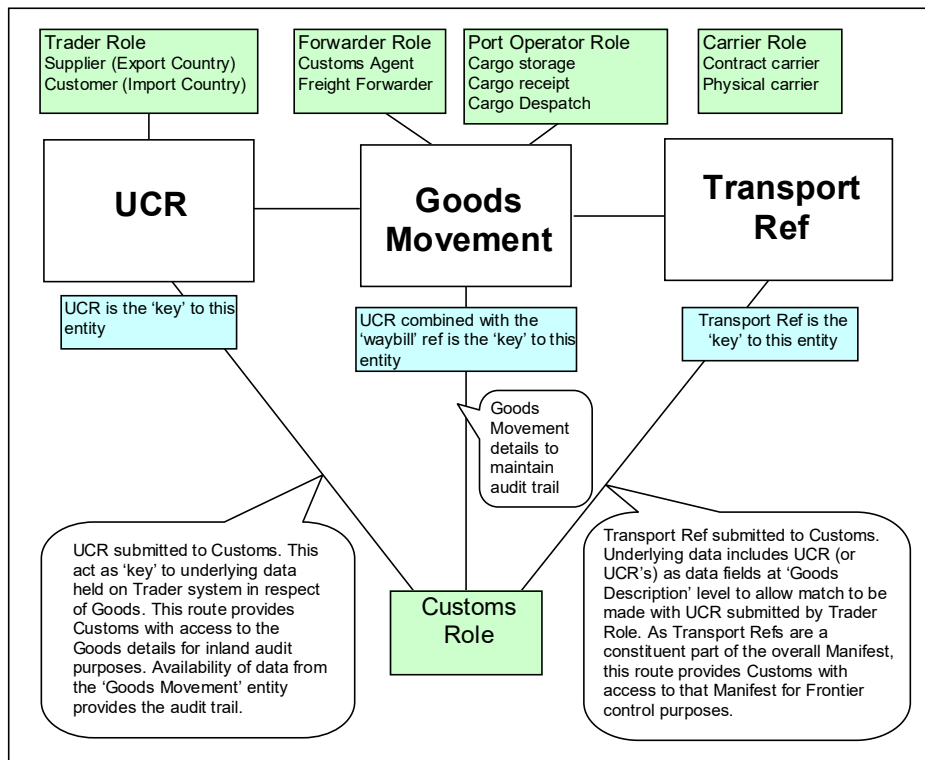 Trader Role
Supplier (Export Country)
Customer (Import Country)
Forwarder Role
Customs Agent
Freight Forwarder
Port Operator Role
Cargo storage
Cargo receipt
Cargo Despatch
Carrier Role
Contract carrier
Physical carrier
UCR
Goods
Movement
Transport
Ref
UCR is the ‘key’ to this
entity
UCR combined with the
‘waybill’ ref is the ‘key’ to this
entity
Transport Ref is the
‘key’ to this entity
Goods
Movement
details to
maintain
audit trail
UCR submitted to Customs. This
act as ‘key’ to underlying data
held on Trader system in respect
of Goods. This route provides
Customs with access to the
Goods details for inland audit
purposes. Availability of data from
the ‘Goods Movement’ entity
provides the audit trail.
Customs
Role
Transport Ref submitted to Customs.
Underlying data includes UCR (or
UCR’s) as data fields at ‘Goods
Description’ level to allow match to be
made with UCR submitted by Trader
Role. As Transport Refs are a
constituent part of the overall Manifest,
this route provides Customs with
access to that Manifest for Frontier
control purposes.